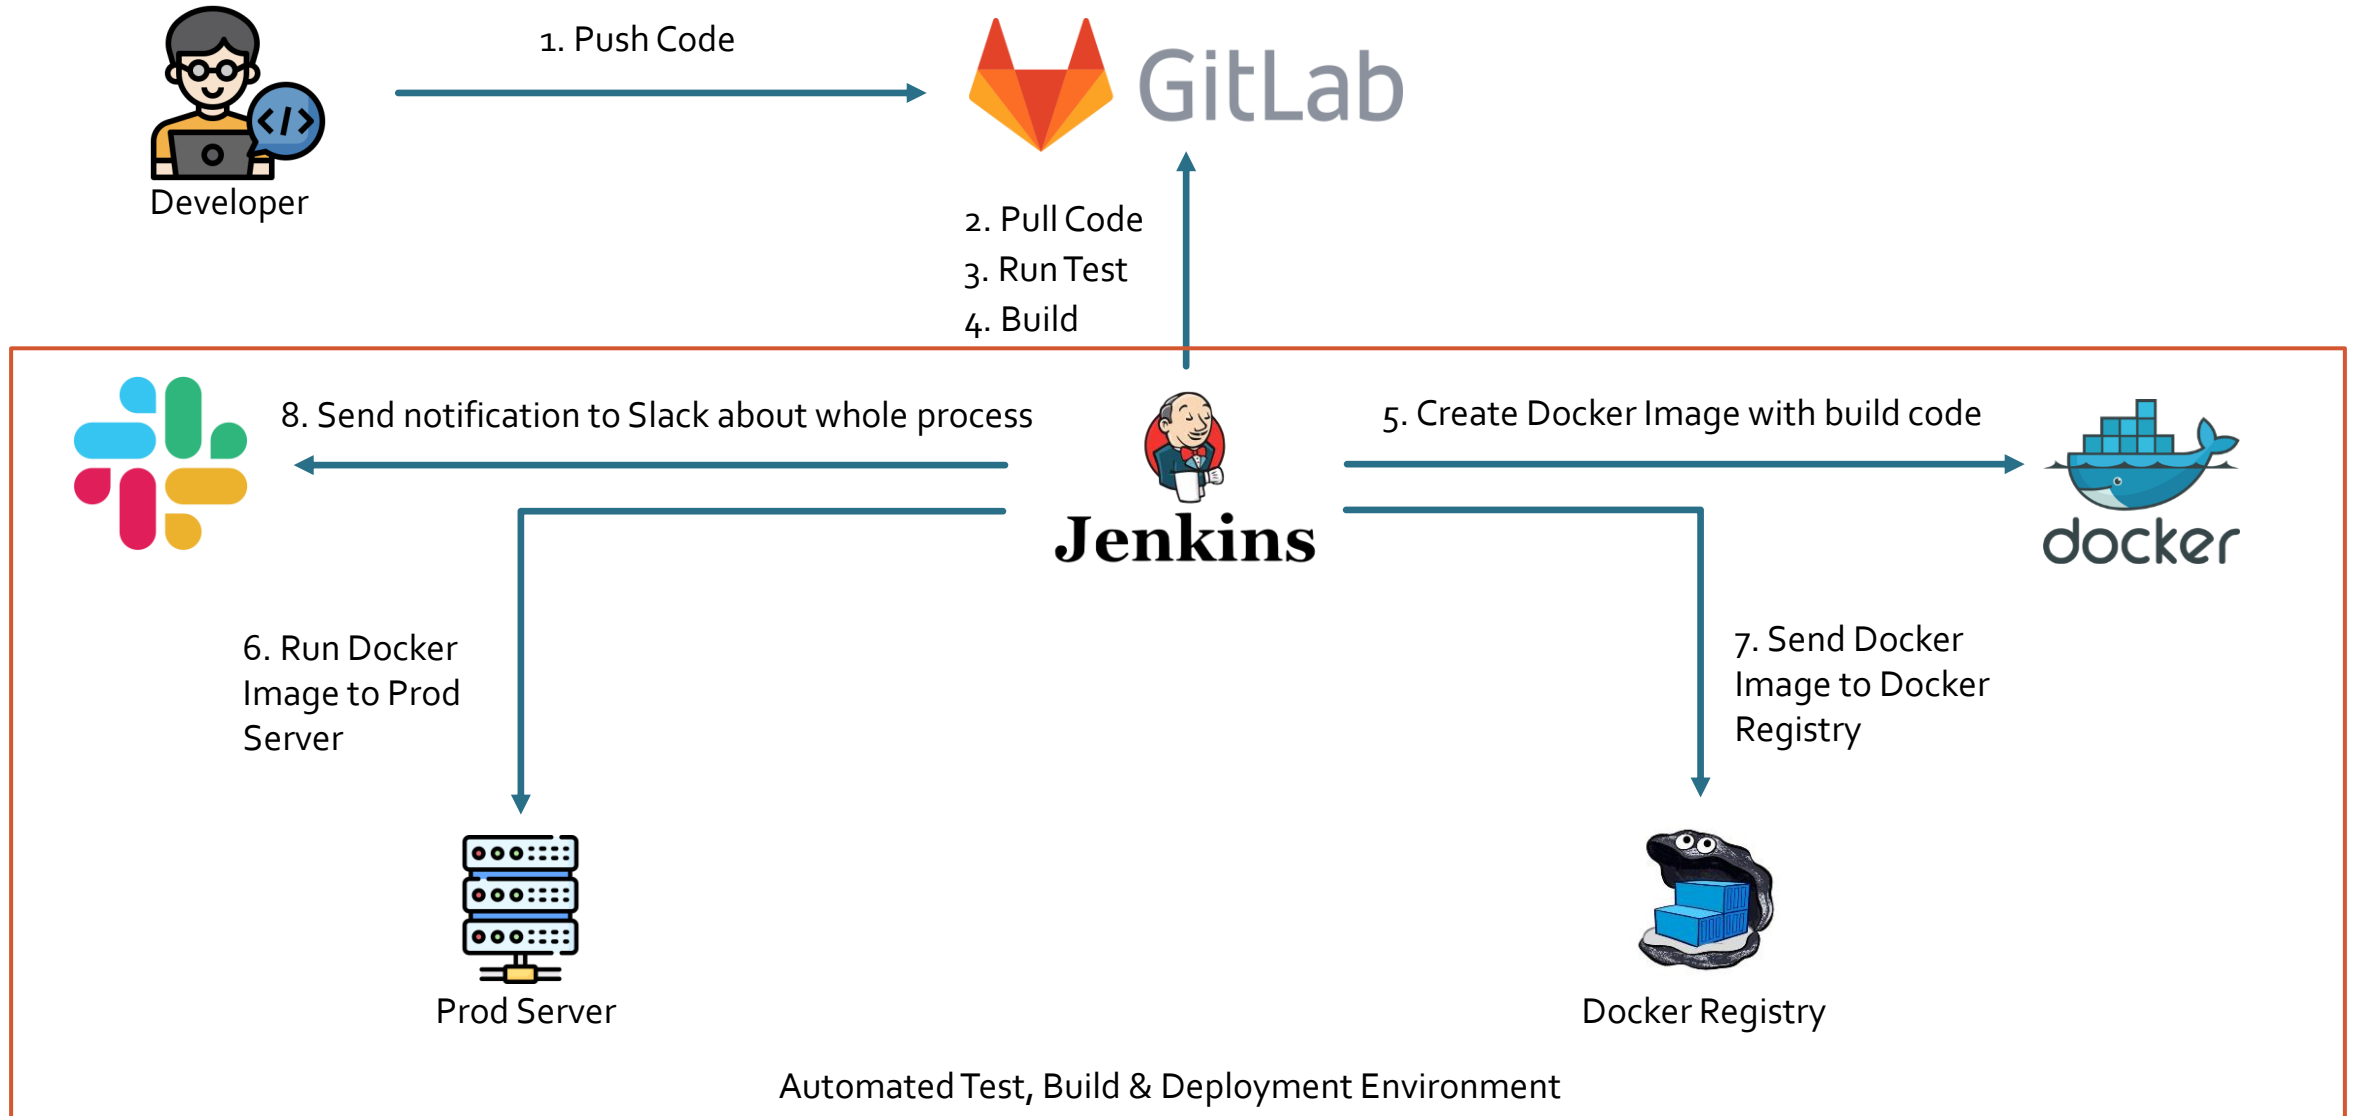 1. Push Code
GitLab
Developer
2. Pull Code
3. Run Test
4. Build
8. Send notification to Slack about whole process
5. Create Docker Image with build code
Jenkins
docker
6. Run Docker
Image to Prod
Server
7. Send Docker
Image to Docker
Registry
Prod Server
Docker Registry
Automated Test, Build & Deployment Environment